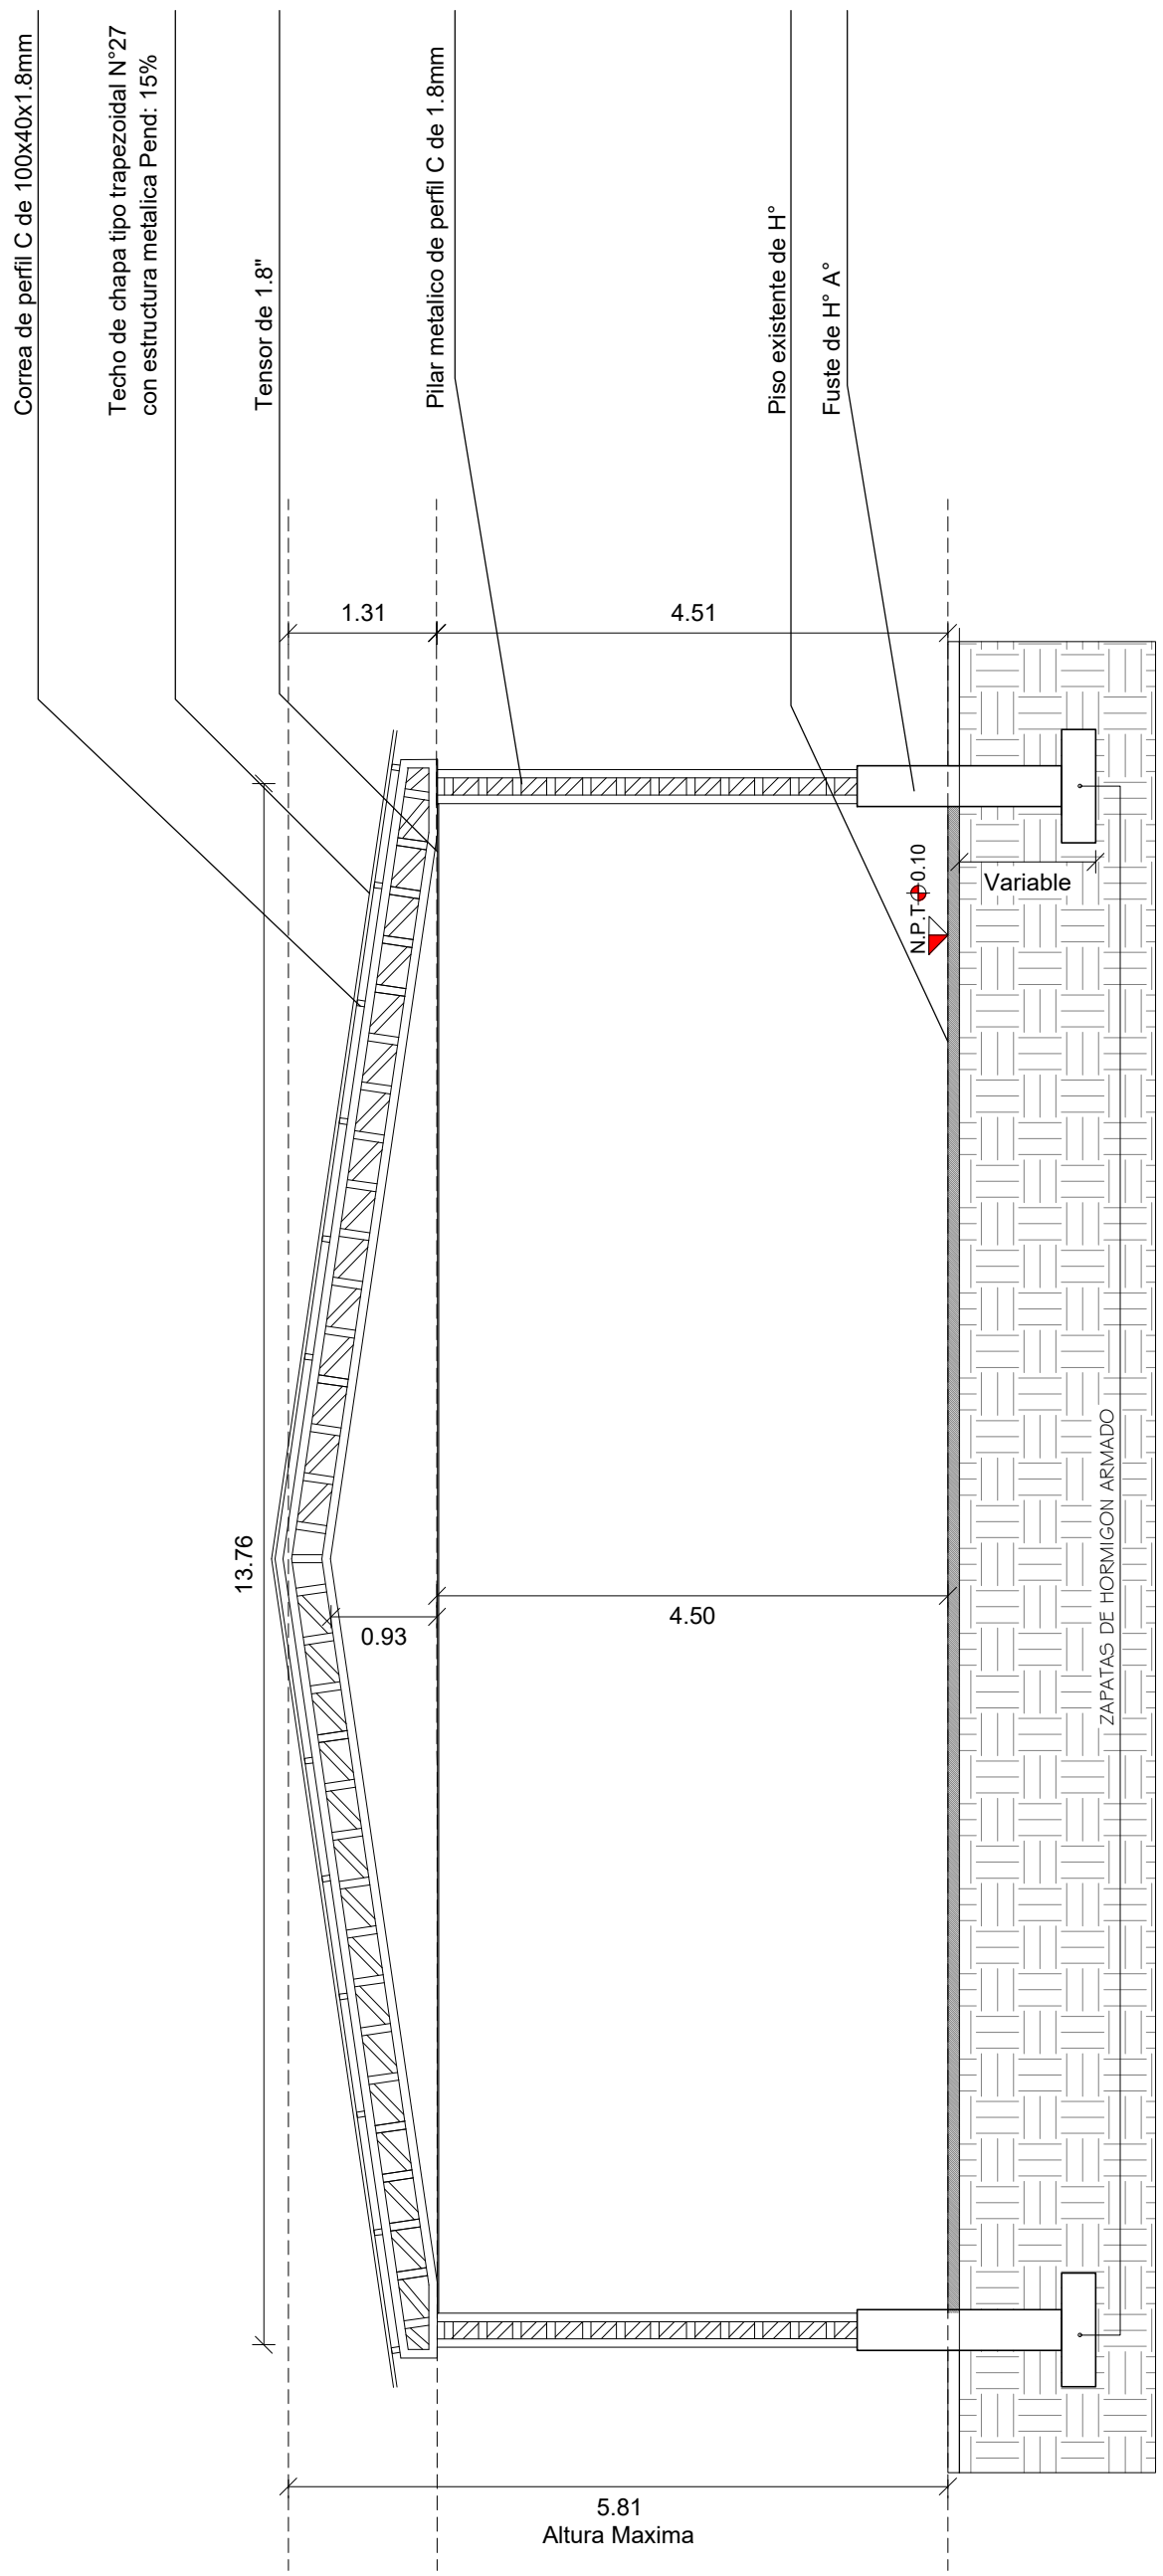 Correa de perfil C de 100x40x1.8mm
Techo de chapa tipo trapezoidal N°27
con estructura metalica Pend: 15%
Tensor de 1.8"
Pilar metalico de perfil C de 1.8mm
Piso existente de H°
Fuste de H° A°
1.31
4.51
N.P.T 0.10
Variable
13.76
0.93
4.50
ZAPATAS DE HORMIGON ARMADO
5.81
Altura Maxima